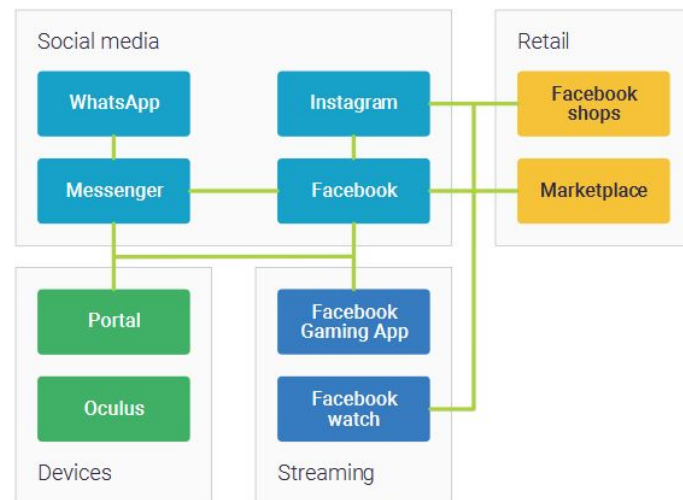 Social media
Retail
WhatsApp
Instagram
Facebook
shops
Messenger
Facebook
Marketplace
Portal
Facebook
Gaming App
Oculus
Facebook
watch
Devices
Streaming